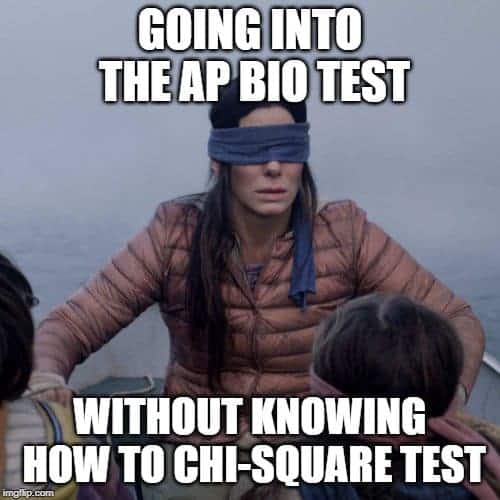 GOING INTO
THE AP BIO TEST
WITHOUT KNOWING
HOW TO CHI-SQUARE TEST
imgflip.com